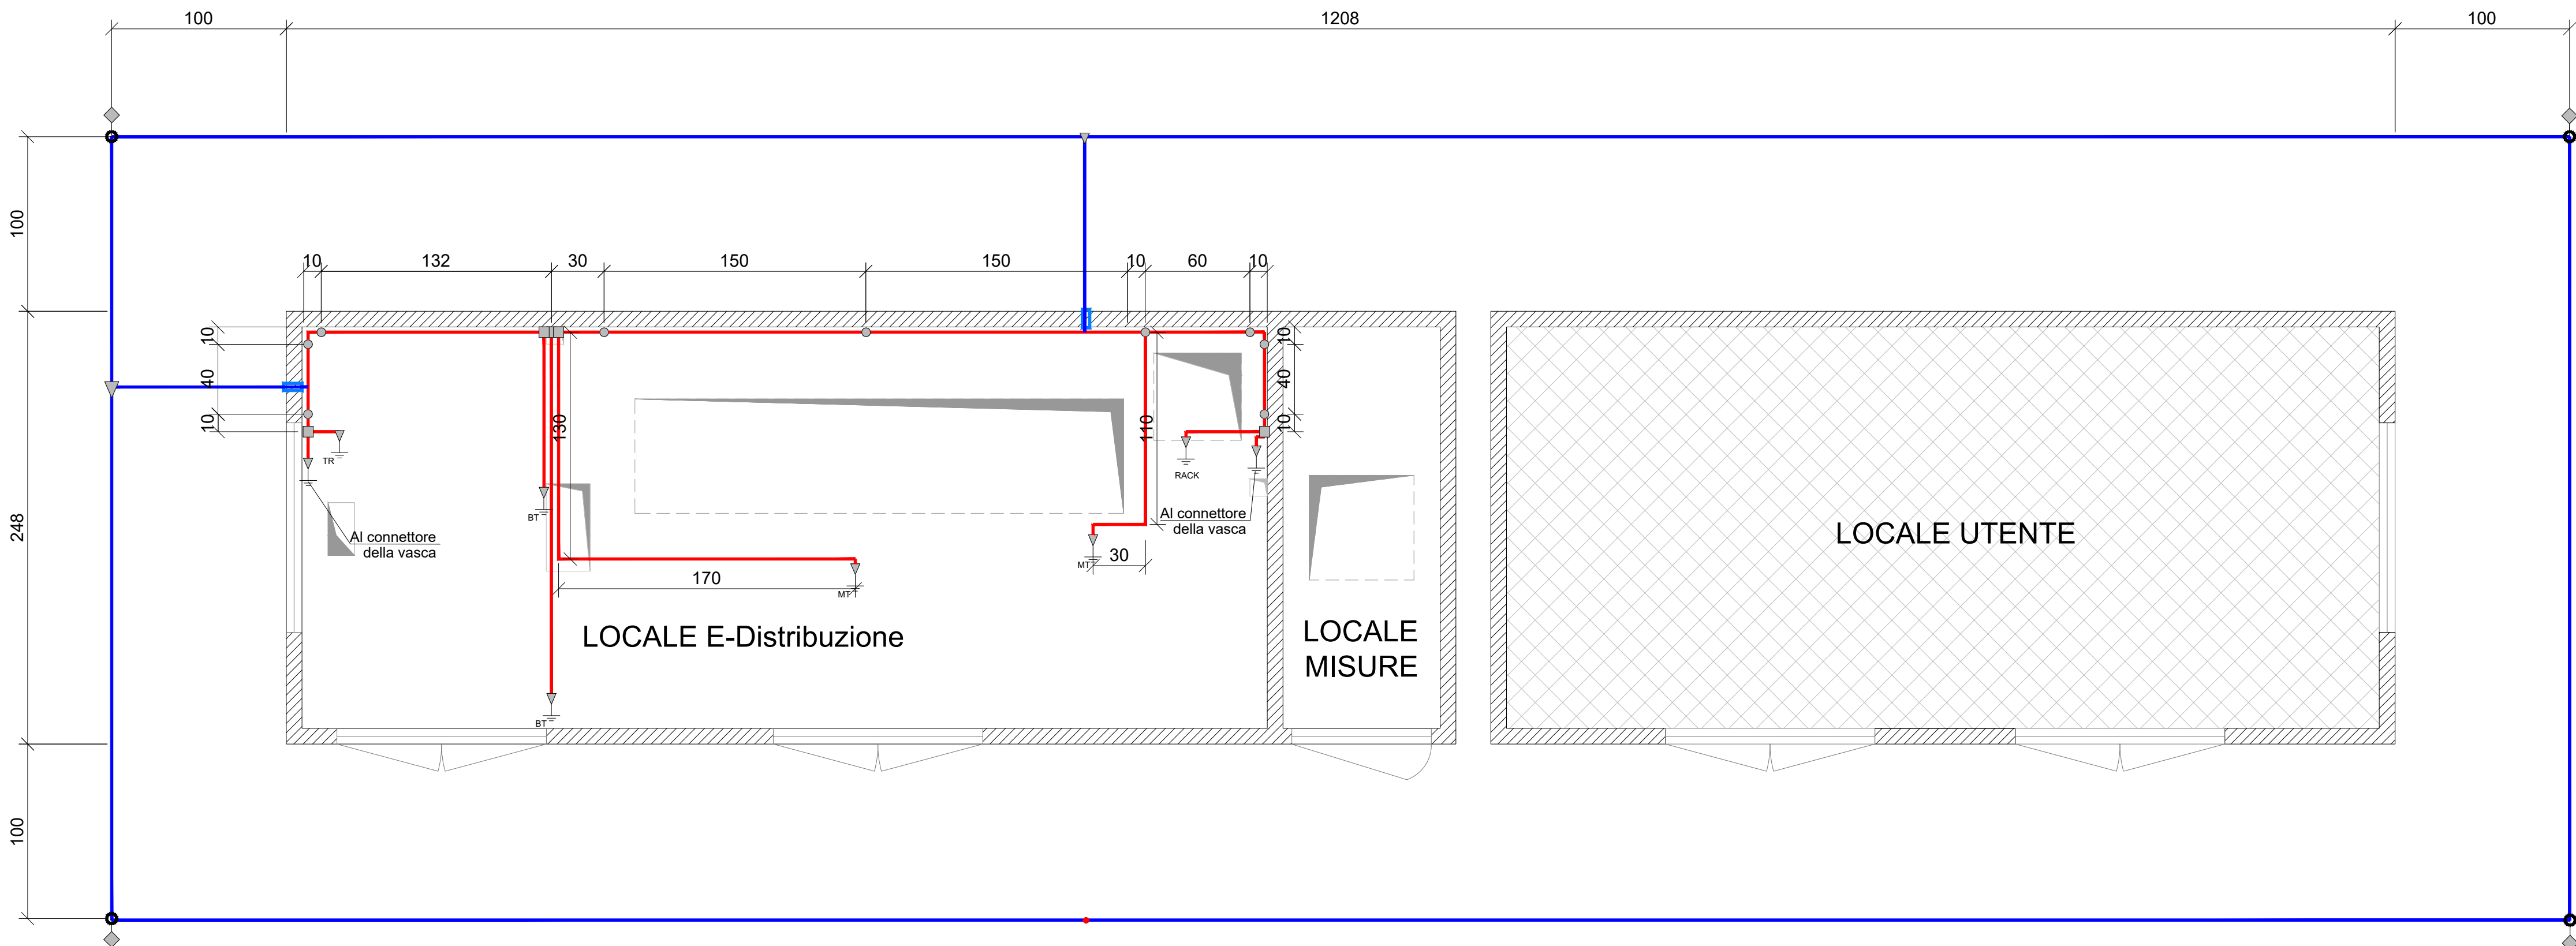 100
1208
100
100
10
132
30
150
150
10
60
10
10
40
10
10
40
10
130
110
TR
RACK
BT
Al connettore
della vasca
Al connettore
della vasca
248
LOCALE UTENTE
30
MT
170
MT
LOCALE E-Distribuzione
LOCALE
MISURE
BT
100